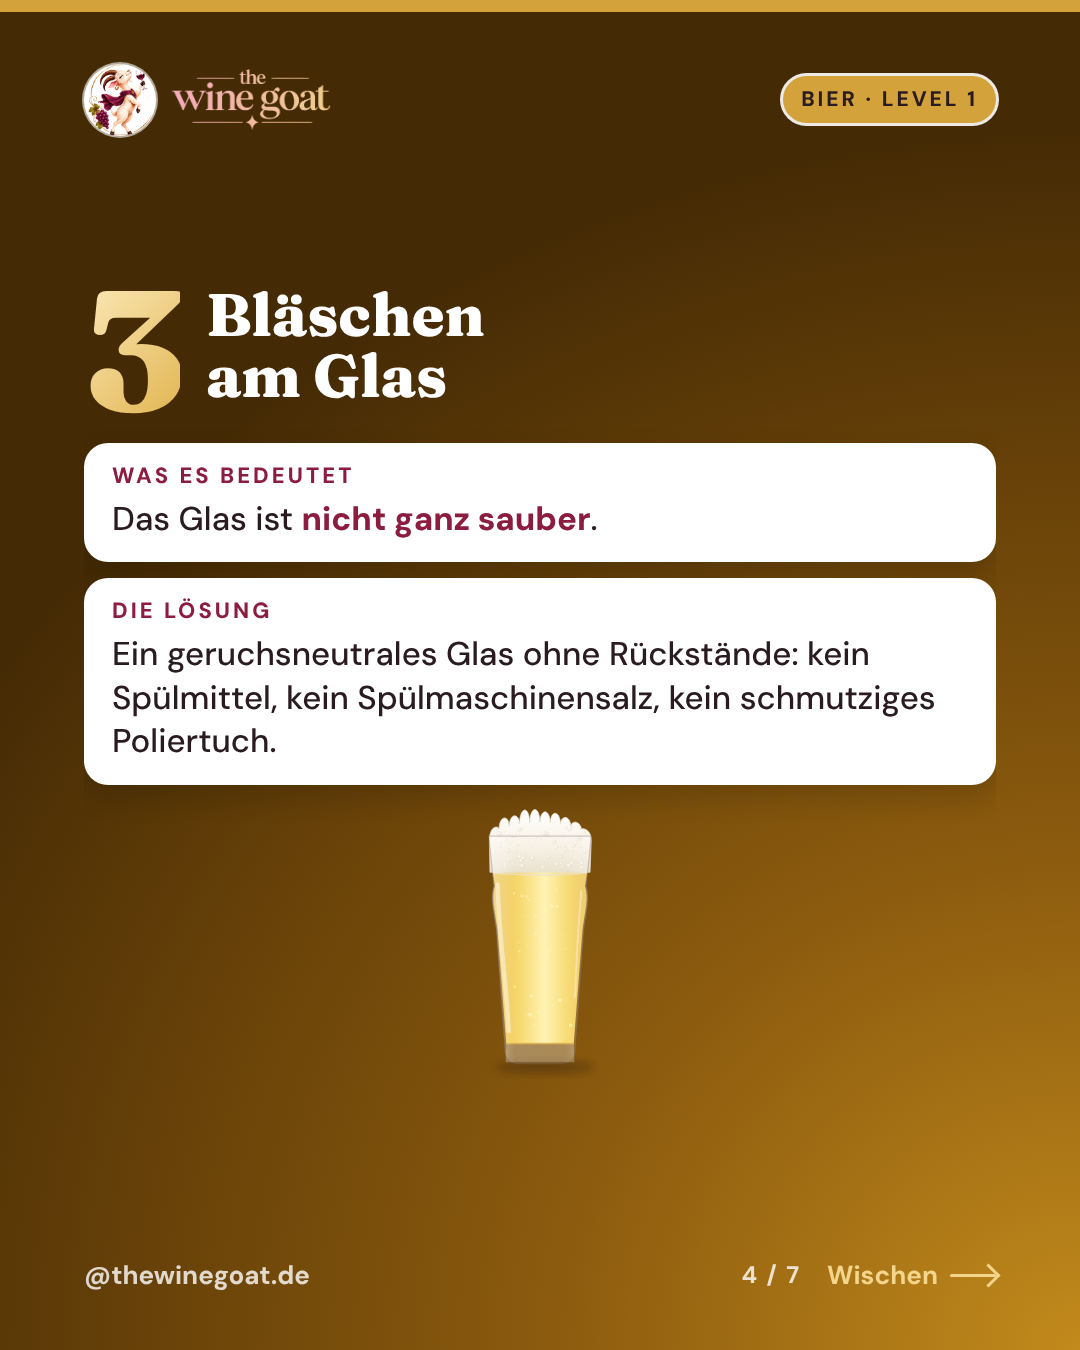 the
wine goat
BIER · LEVEL 1
3
Bläschen
am Glas
WAS ES BEDEUTET
Das Glas ist nicht ganz sauber.
DIE LÖSUNG
Ein geruchsneutrales Glas ohne Rückstände: kein
Spülmittel, kein Spülmaschinensalz, kein schmutziges
Poliertuch.
@thewinegoat.de
4 / 7
Wischen